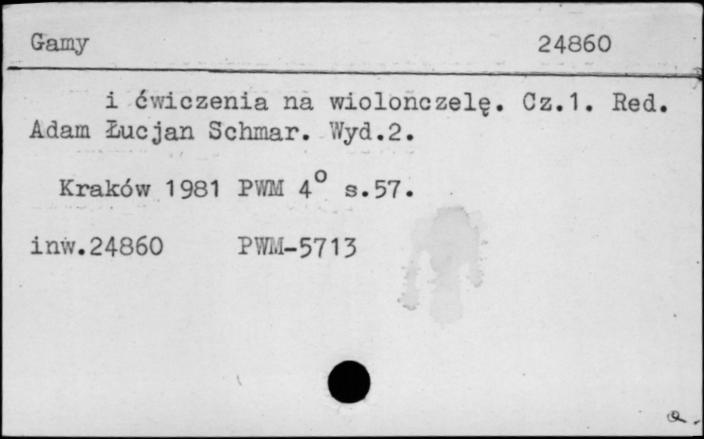 Gamy 24860
i ćwiczenia na wiolonczelę. Cz.1. Red.
Adam Łucjan Schmar. Wyd.2.
Kraków 1981 PWM 4° s.57.
inw.24860 PWM-5713